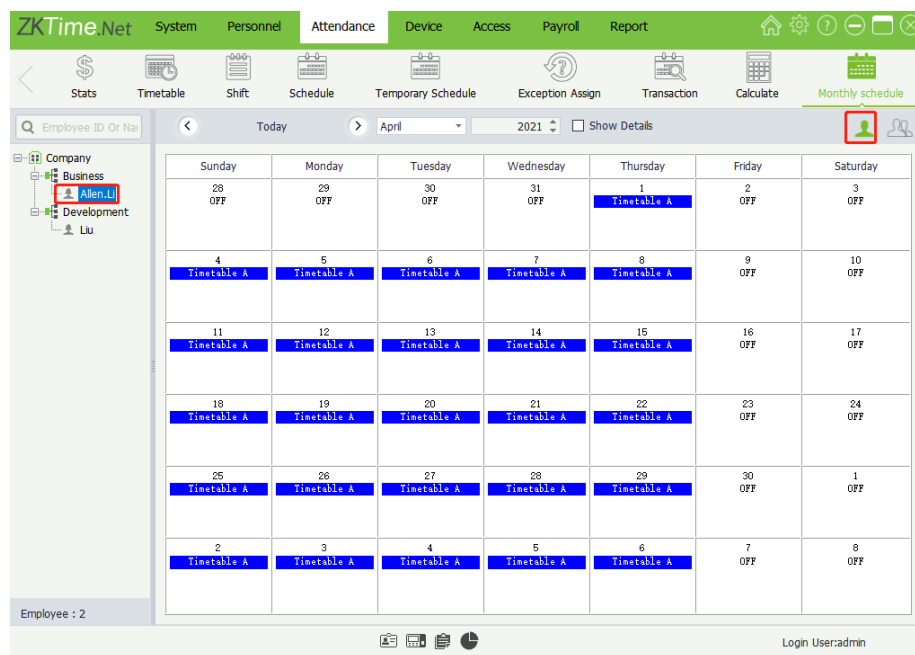 ZKTime.Net System Personnel Attendance Device Access Payroll Report
Stats Timetable Shift Schedule Temporary Schedule Exception Assign Transaction Calculate Monthly schedule
Employee ID Or Nai Today April 2021 Show Details
Company
Business
Allen.Li
Development
Liu
Sunday Monday Tuesday Wednesday Thursday Friday Saturday
28 29 30 31 1 2 3
OFF OFF OFF OFF Timetable A OFF OFF
4 5 6 7 8 9 10
Timetable A Timetable A Timetable A Timetable A Timetable A OFF OFF
11 12 13 14 15 16 17
Timetable A Timetable A Timetable A Timetable A Timetable A OFF OFF
18 19 20 21 22 23 24
Timetable A Timetable A Timetable A Timetable A Timetable A OFF OFF
25 26 27 28 29 30 1
Timetable A Timetable A Timetable A Timetable A Timetable A OFF OFF
2 3 4 5 6 7 8
Timetable A Timetable A Timetable A Timetable A Timetable A OFF OFF
Employee : 2
Login User:admin